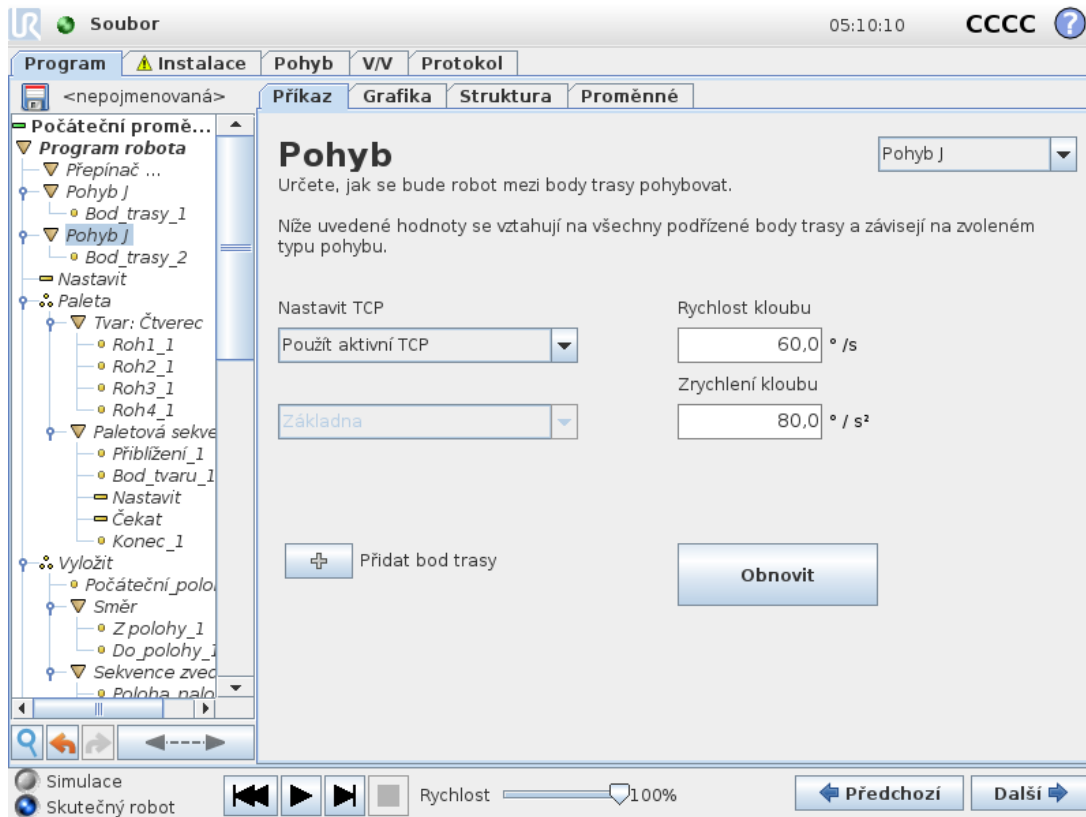 UR Soubor 05:10:10 CCCC ?
Program Instalace Pohyb V/V Protokol
<nepojmenovaná> Příkaz Grafika Struktura Proměnné
Počáteční promě...
Program robota
Přepínač ...
Pohyb J
Bod_trasy_1
Pohyb J
Bod_trasy_2
Nastavit
Paleta
Tvar: Čtverec
Roh1_1
Roh2_1
Roh3_1
Roh4_1
Paletová sekve
Přiblížení_1
Bod_tvaru_1
Nastavit
Čekat
Konec_1
Vyložit
Počáteční_polo
Směr
Z polohy_1
Do_polohy_1
Sekvence zved
Poloha nalo
Pohyb
Pohyb J
Určete, jak se bude robot mezi body trasy pohybovat.
Níže uvedené hodnoty se vztahují na všechny podřízené body trasy a závisejí na zvoleném
typu pohybu.
Nastavit TCP
Použít aktivní TCP
Základna
Rychlost kloubu
60,0 ° /s
Zrychlení kloubu
80,0 ° / s²
Přidat bod trasy
Obnovit
Simulace
Skutečný robot
Rychlost 100%
Předchozí
Další